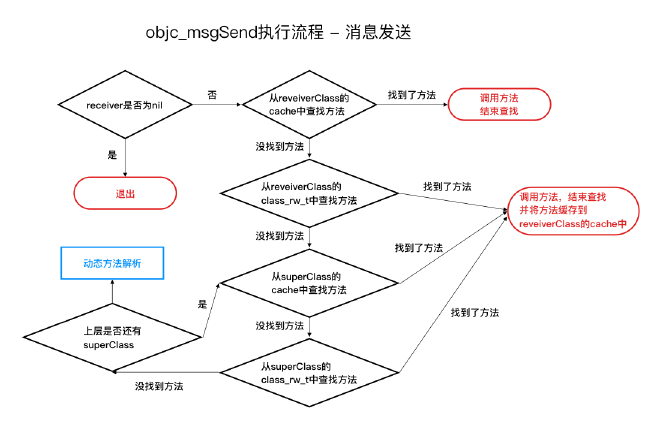 objc_msgSend执行流程 – 消息发送
receiver是否为nil
否
从reveiverClass的
cache中查找方法
找到了方法
调用方法
结束查找
是
没找到方法
退出
从reveiverClass的
class_rw_t中查找方法
找到了方法
调用方法，结束查找
并将方法缓存到
reveiverClass的cache中
没找到方法
动态方法解析
从superClass的
cache中查找方法
找到了方法
是
上层是否还有
superClass
没找到方法
找到了方法
从superClass的
class_rw_t中查找方法
没找到方法